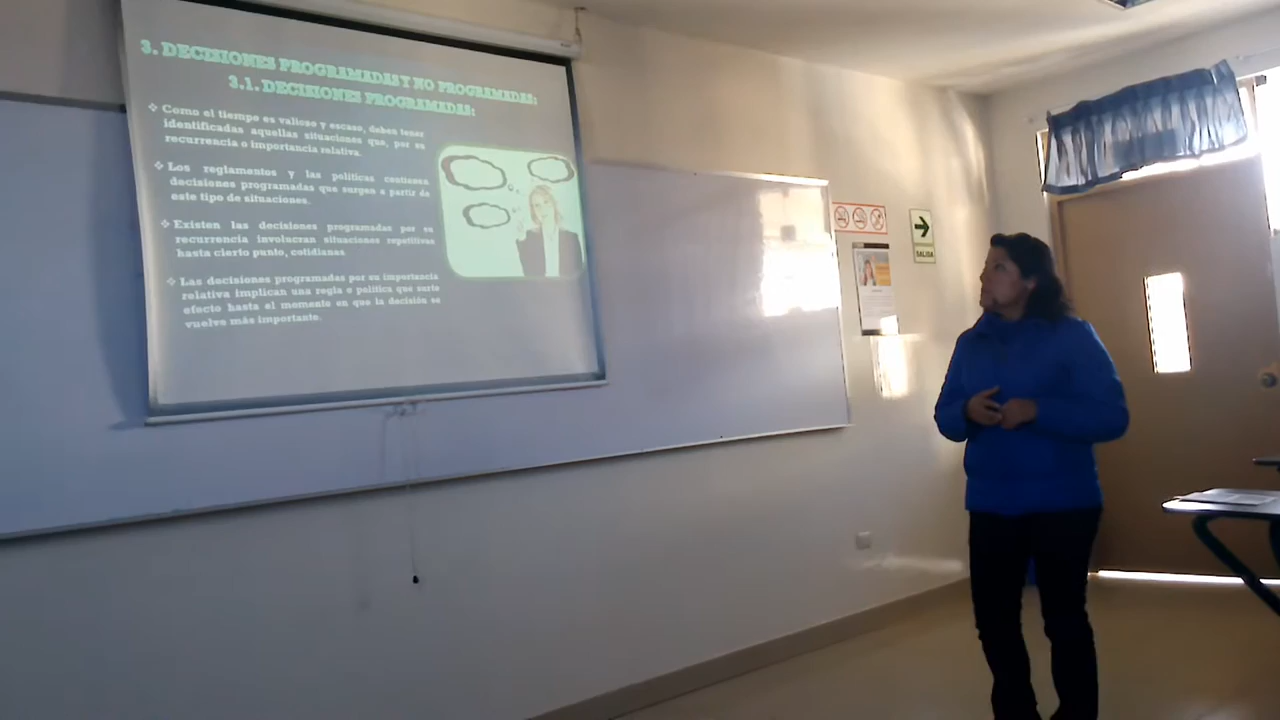 3. DECISIONES PROGRAMADAS Y NO PROGRAMADAS:
3.1. DECISIONES PROGRAMADAS:
❖ Como el tiempo es valioso y escaso, deben tener
identificadas aquellas situaciones que, por su
recurrencia o importancia relativa.
❖ Los reglamentos y las políticas contienen
decisiones programadas que surgen a partir de
este tipo de situaciones.
❖ Existen las decisiones programadas por su
recurrencia involucran situaciones repetitivas
hasta cierto punto, cotidianas
❖ Las decisiones programadas por su importancia
relativa implican una regla o política que surte
efecto hasta el momento en que la decisión se
vuelve más importante.
SALIDA